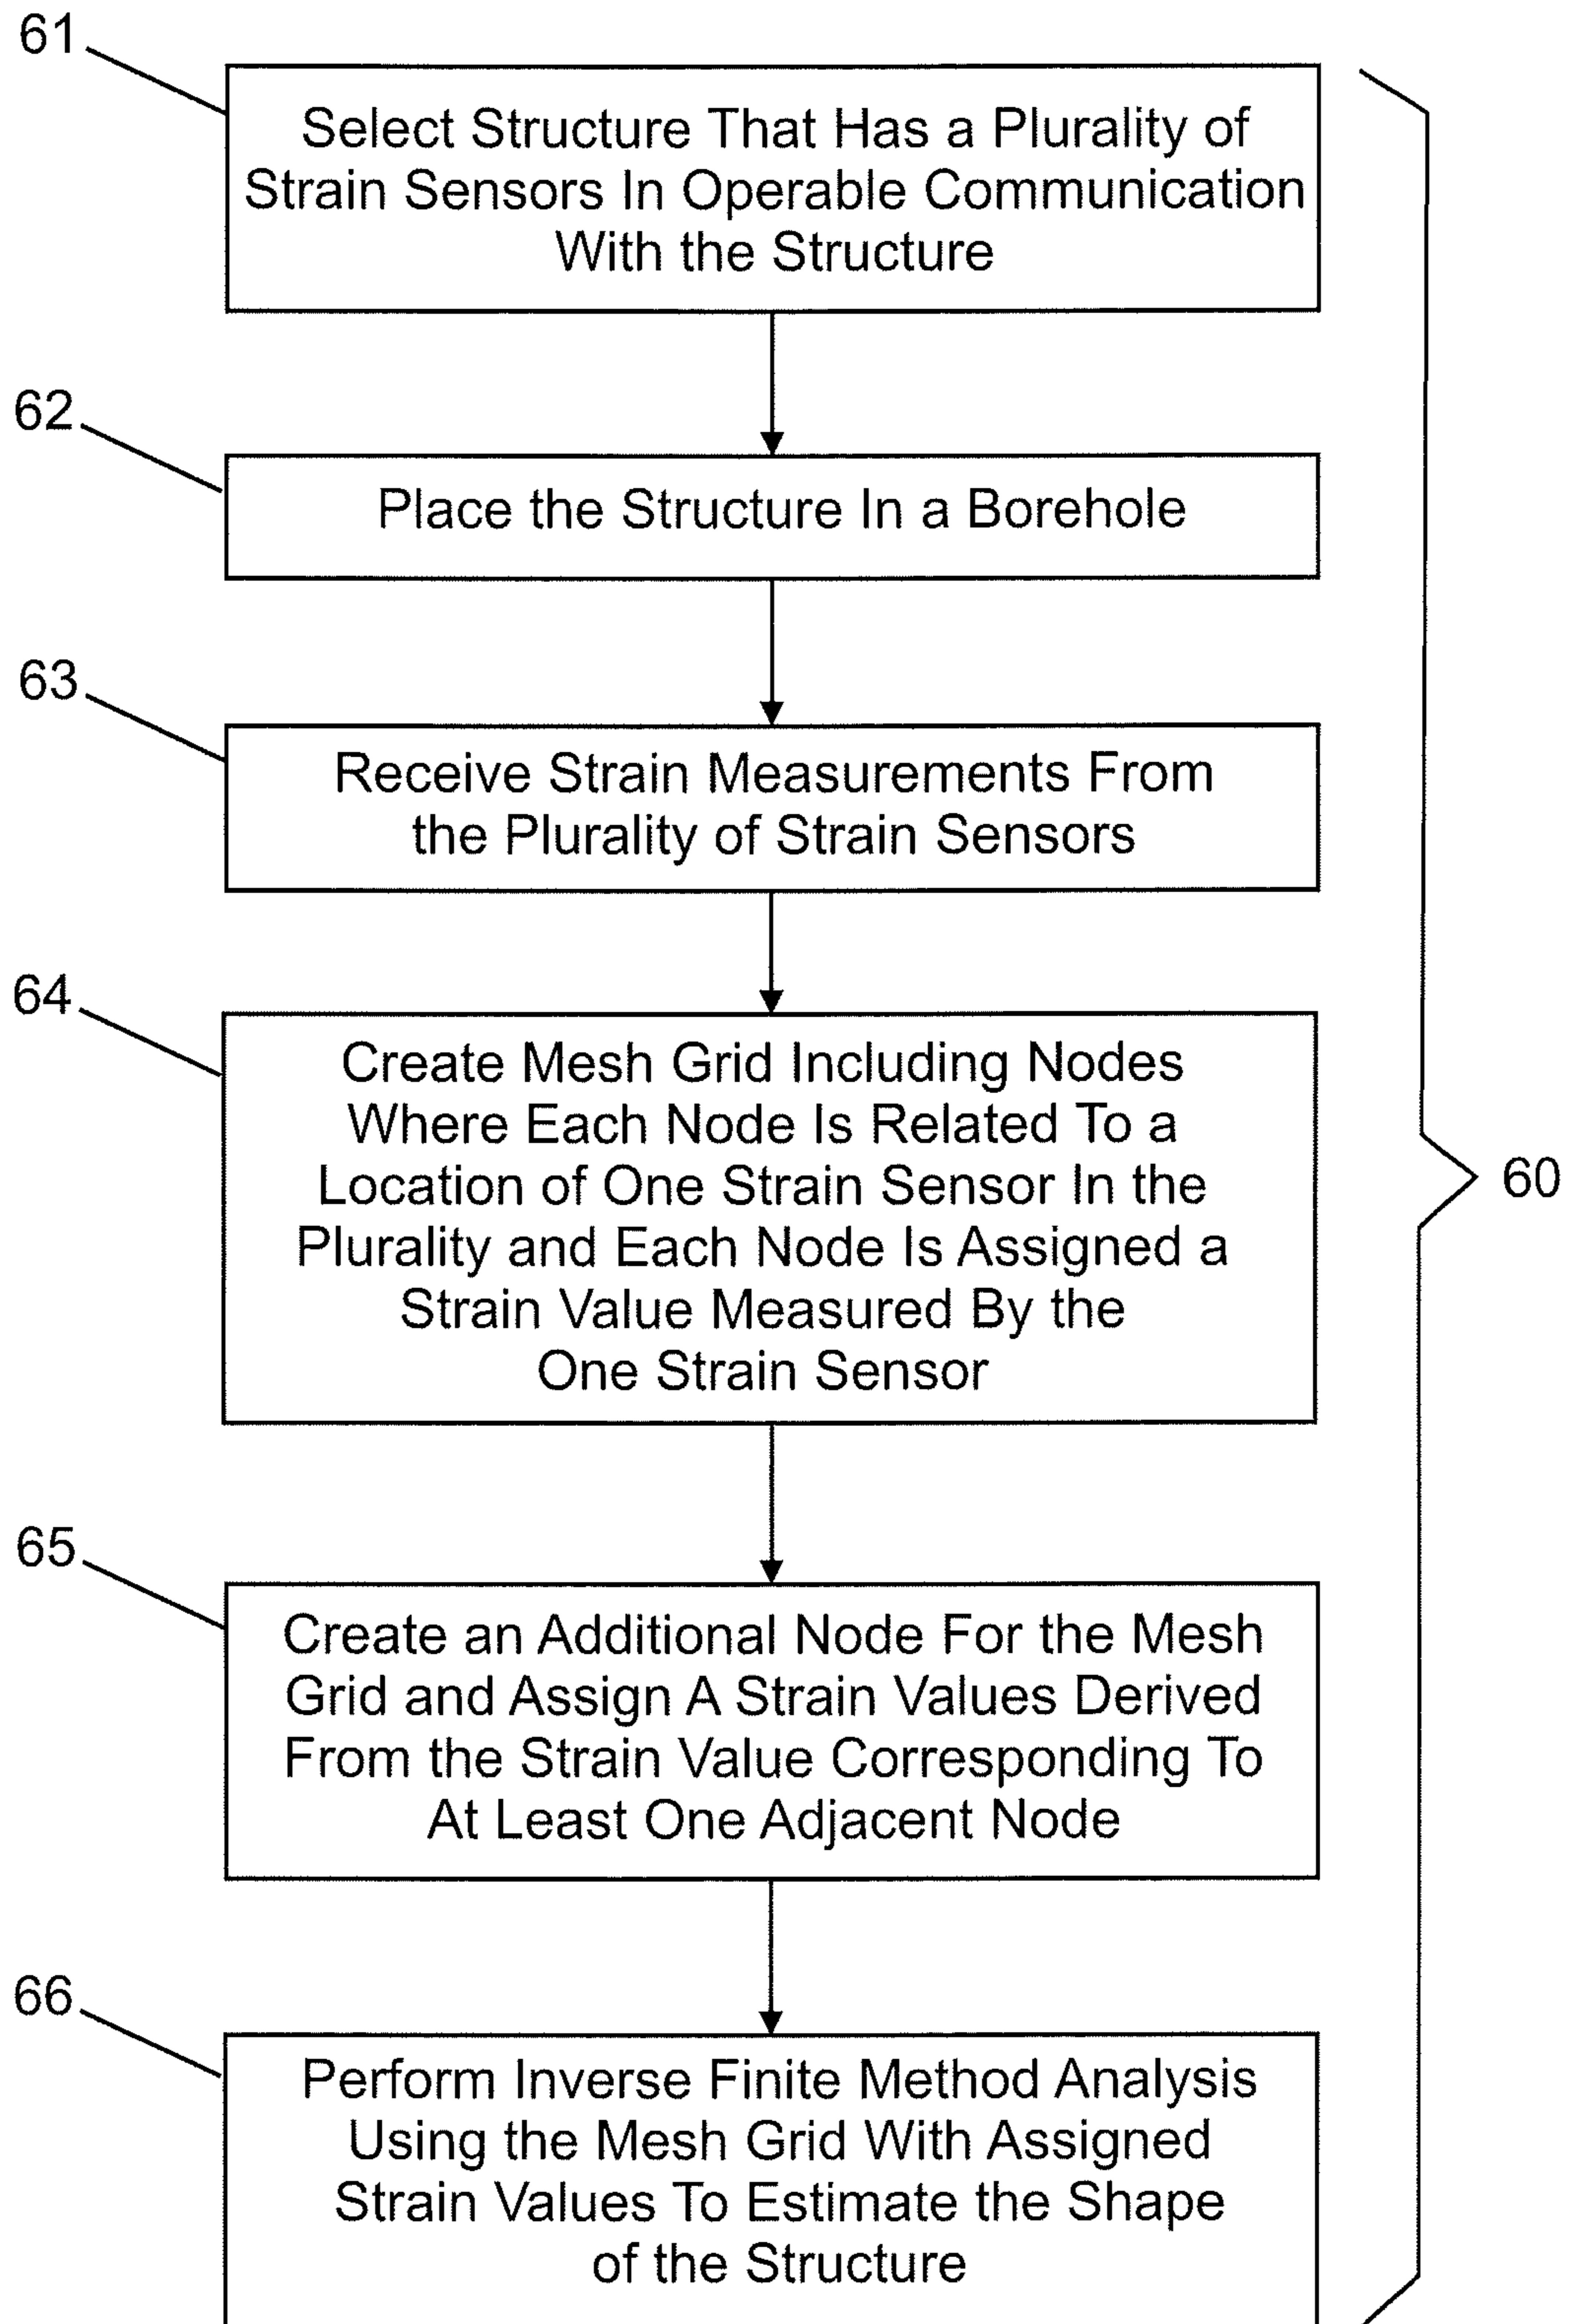 61
Select Structure That Has a Plurality of
Strain Sensors In Operable Communication
With the Structure
62
Place the Structure In a Borehole
63
Receive Strain Measurements From
the Plurality of Strain Sensors
64
Create Mesh Grid Including Nodes
Where Each Node Is Related To a
Location of One Strain Sensor In the
Plurality and Each Node Is Assigned a
Strain Value Measured By the
One Strain Sensor
60
65
Create an Additional Node For the Mesh
Grid and Assign A Strain Values Derived
From the Strain Value Corresponding To
At Least One Adjacent Node
66
Perform Inverse Finite Method Analysis
Using the Mesh Grid With Assigned
Strain Values To Estimate the Shape
of the Structure